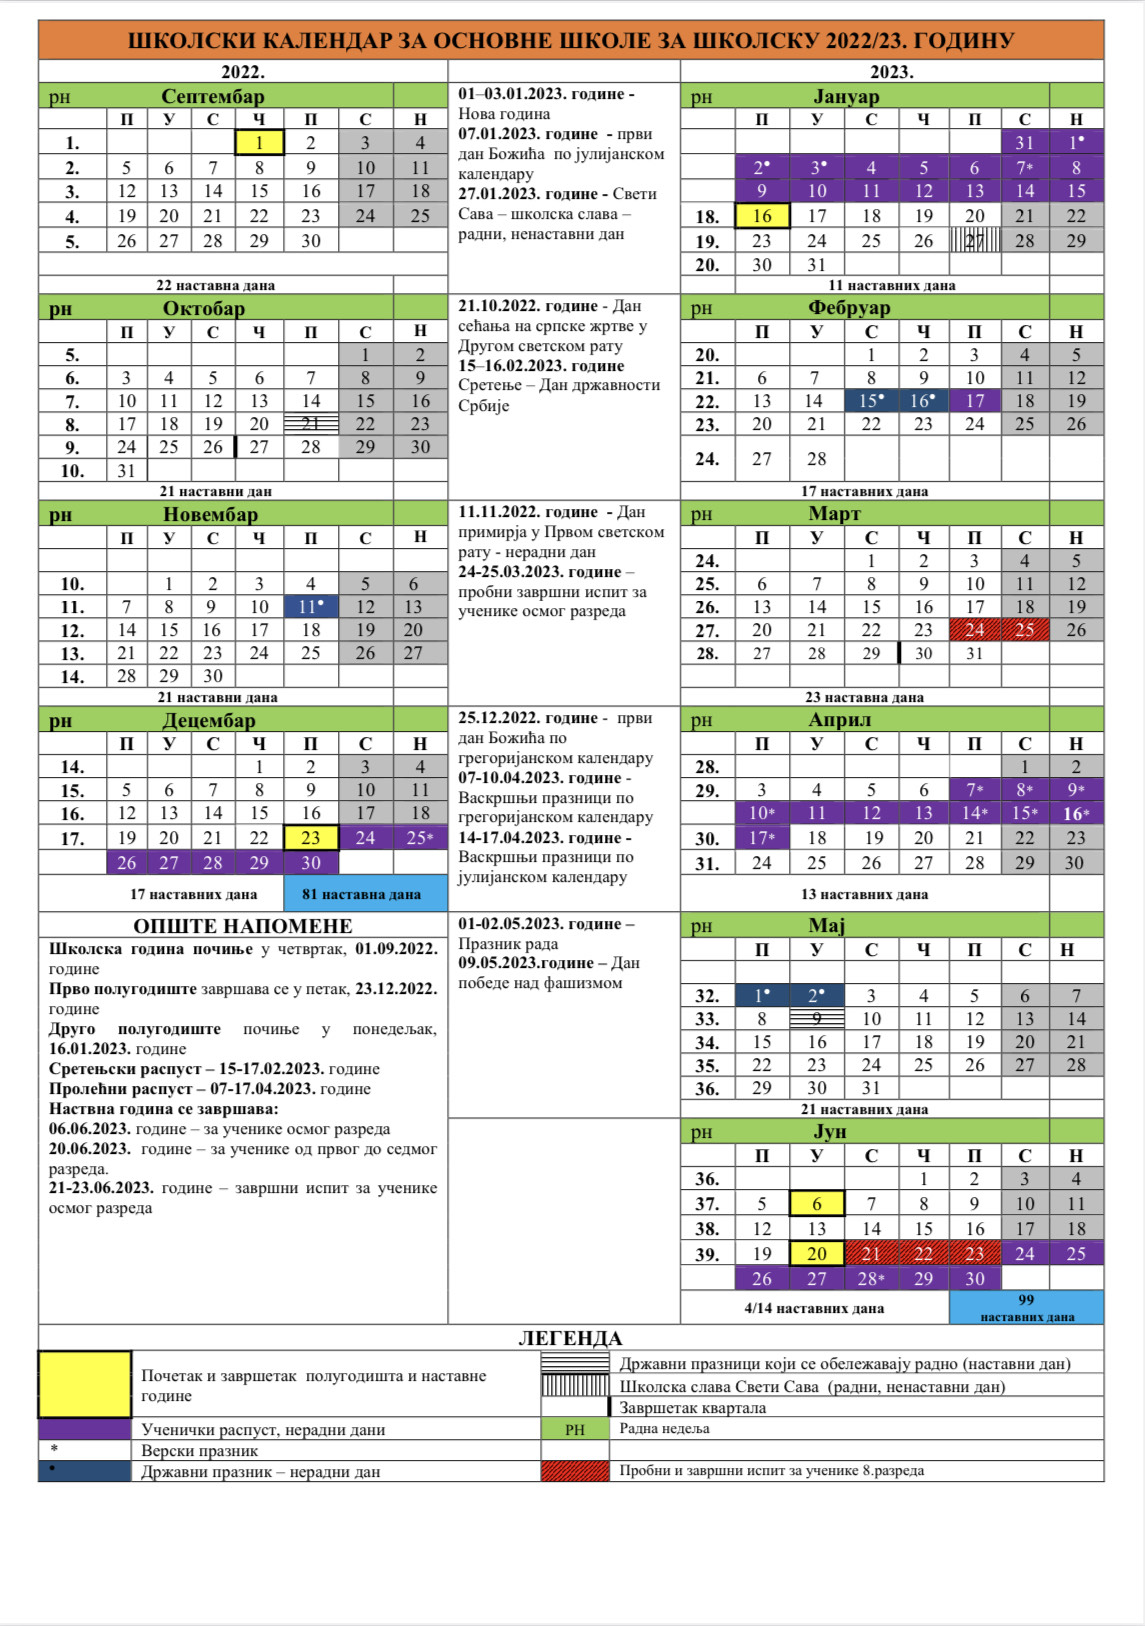 ШКОЛСКИ КАЛЕНДАР ЗА ОСНОВНЕ ШКОЛЕ ЗА ШКОЛСКУ 2022/23. ГОДИНУ
2022.
рн Септембар
П У С Ч П С Н
1. 1 2 3 4
2. 5 6 7 8 9 10 11
3. 12 13 14 15 16 17 18
4. 19 20 21 22 23 24 25
5. 26 27 28 29 30
22 наставна дана
рн Октобар
П У С Ч П С Н
5. 1 2
6. 3 4 5 6 7 8 9
7. 10 11 12 13 14 15 16
8. 17 18 19 20 21 22 23
9. 24 25 26 27 28 29 30
10. 31
21 наставни дан
рн Новембар
П У С Ч П С Н
10. 1 2 3 4 5 6
11. 7 8 9 10 11• 12 13
12. 14 15 16 17 18 19 20
13. 21 22 23 24 25 26 27
14. 28 29 30
21 наставни дана
рн Децембар
П У С Ч П С Н
14. 1 2 3 4
15. 5 6 7 8 9 10 11
16. 12 13 14 15 16 17 18
17. 19 20 21 22 23 24 25*
26 27 28 29 30
17 наставних дана 81 наставна дана
ОПШТЕ НАПОМЕНЕ
Школска година почиње у четвртак, 01.09.2022.
године
Прво полугодиште завршава се у петак, 23.12.2022.
године
Друго полугодиште почиње у понедељак,
16.01.2023. године
Сретењски распуст – 15-17.02.2023. године
Пролећни распуст – 07-17.04.2023. године
Наствна година се завршава:
06.06.2023. године – за ученике осмог разреда
20.06.2023. године – за ученике од првог до седмог
разреда.
21-23.06.2023. године – завршни испит за ученике
осмог разреда
01–03.01.2023. године -
Нова година
07.01.2023. године - први
дан Божића по јулијанском
календару
27.01.2023. године - Свети
Сава – школска слава –
радни, ненаставни дан
21.10.2022. године - Дан
сећања на српске жртве у
Другом светском рату
15–16.02.2023. године
Сретење – Дан државности
Србије
11.11.2022. године - Дан
примирја у Првом светском
рату - нерадни дан
24-25.03.2023. године –
пробни завршни испит за
ученике осмог разреда
25.12.2022. године - први
дан Божића по
грегоријанском календару
07-10.04.2023. године -
Васкршњи празници по
грегоријанском календару
14-17.04.2023. године -
Васкршњи празници по
јулијанском календару
01-02.05.2023. године –
Празник рада
09.05.2023.године – Дан
победе над фашизмом
2023.
рн Јануар
П У С Ч П С Н
31 1•
2• 3• 4 5 6 7* 8
9 10 11 12 13 14 15
18. 16 17 18 19 20 21 22
19. 23 24 25 26 27 28 29
20. 30 31
11 наставних дана
рн Фебруар
П У С Ч П С Н
20. 1 2 3 4 5
21. 6 7 8 9 10 11 12
22. 13 14 15• 16• 17 18 19
23. 20 21 22 23 24 25 26
24. 27 28
17 наставних дана
рн Март
П У С Ч П С Н
24. 1 2 3 4 5
25. 6 7 8 9 10 11 12
26. 13 14 15 16 17 18 19
27. 20 21 22 23 24 25 26
28. 27 28 29 30 31
23 наставна дана
рн Април
П У С Ч П С Н
28. 1 2
29. 3 4 5 6 7* 8* 9*
10* 11 12 13 14* 15* 16*
30. 17* 18 19 20 21 22 23
31. 24 25 26 27 28 29 30
13 наставних дана
рн Мај
П У С Ч П С Н
32. 1• 2• 3 4 5 6 7
33. 8 9 10 11 12 13 14
34. 15 16 17 18 19 20 21
35. 22 23 24 25 26 27 28
36. 29 30 31
21 наставних дана
рн Јун
П У С Ч П С Н
36. 1 2 3 4
37. 5 6 7 8 9 10 11
38. 12 13 14 15 16 17 18
39. 19 20 21 22 23 24 25
26 27 28* 29 30
4/14 наставних дана 99
наставних дана
ЛЕГЕНДА
Почетак и завршетак полугодишта и наставне
године
Ученички распуст, нерадни дани
* Верски празник
• Државни празник – нерадни дан
Државни празници који се обележавају радно (наставни дан)
Школска слава Свети Сава (радни, ненаставни дан)
Завршетак квартала
РН Радна недеља
Пробни и завршни испит за ученике 8.разреда